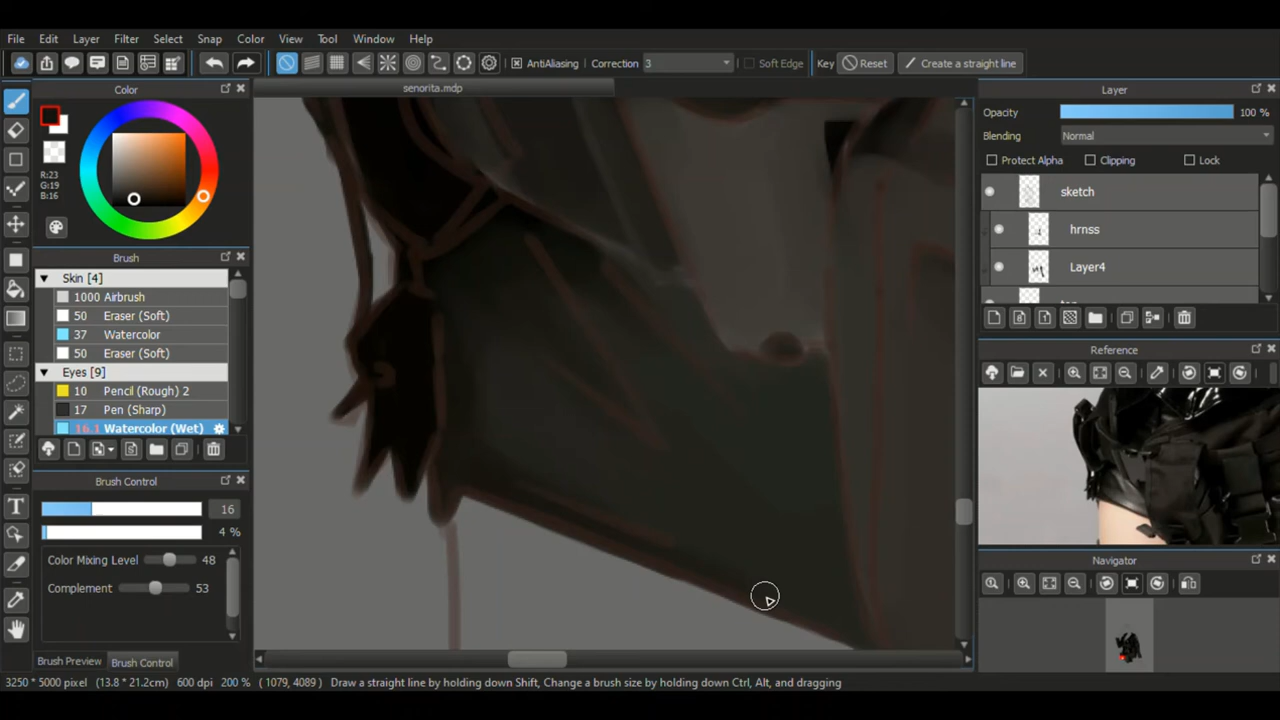 File Edit Layer Filter Select Snap Color View Tool Window Help
AntiAliasing Correction 3 Soft Edge Key Reset Create a straight line
Color
senorita.mdp
Layer
R:23
G:19
B:16
Opacity 100 %
Blending Normal
Protect Alpha Clipping Lock
sketch
hrnss
Layer4
Brush
Skin [4]
1000 Airbrush
50 Eraser (Soft)
37 Watercolor
50 Eraser (Soft)
Eyes [9]
10 Pencil (Rough) 2
17 Pen (Sharp)
16.1 Watercolor (Wet)
Reference
Brush Control
16
4 %
Color Mixing Level 48
Complement 53
Navigator
Brush Preview Brush Control
3250 * 5000 pixel (13.8 * 21.2cm) 600 dpi 200 % ( 1079, 4089 ) Draw a straight line by holding down Shift, Change a brush size by holding down Ctrl, Alt, and dragging